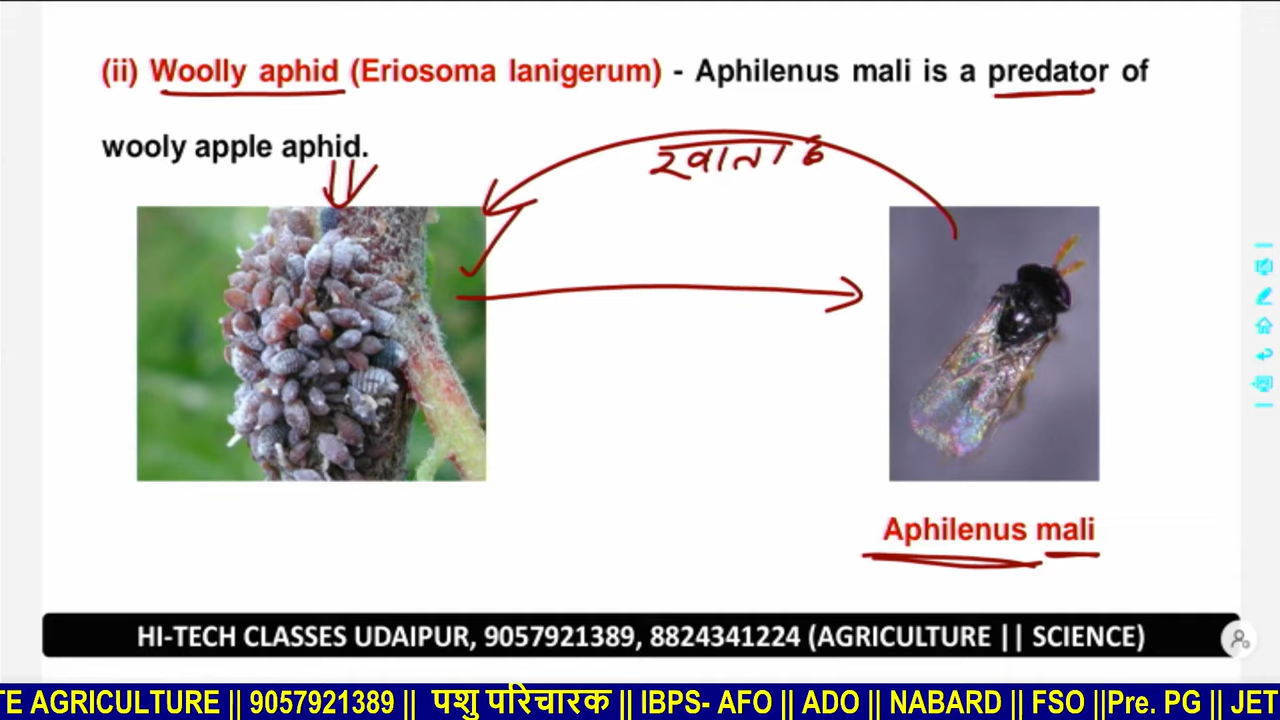 (ii) Woolly aphid (Eriosoma lanigerum) - Aphilenus mali is a predator of
wooly apple aphid.
खाता है
Aphilenus mali
HI-TECH CLASSES UDAIPUR, 9057921389, 8824341224 (AGRICULTURE || SCIENCE)
TE AGRICULTURE || 9057921389 || पशु परिचारक || IBPS- AFO || ADO || NABARD || FSO ||Pre. PG || JET